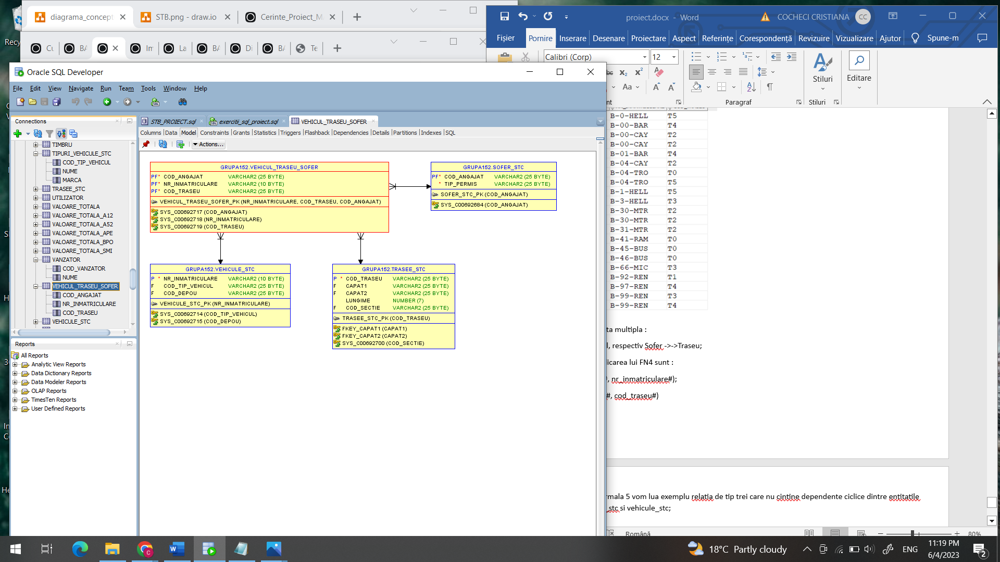 diagrama_concept
STB.png - draw.io
Cerinte_Proiect_M
Recy
Cu
BA
Im
La
BA
Di
BA
Te
proiect.docx - Word
COCHECI CRISTIANA
CC
Fișier
Pornire
Inserare
Desenare
Proiectare
Aspect
Referințe
Corespondență
Revizuire
Vizualizare
Ajutor
Spune-m
Calibri (Corp)
12
Aa
Stiluri
Editare
nt
Paragraf
Stiluri
Oracle SQL Developer
File Edit View Navigate Run Team Tools Window Help
Connections
TIMBRU
TIPURI_VEHICULE_STC
COD_TIP_VEHICUL
NUME
MARCA
TRASEE_STC
UTILIZATOR
VALOARE_TOTALA
VALOARE_TOTALA_A12
VALOARE_TOTALA_A52
VALOARE_TOTALA_APE
VALOARE_TOTALA_BPO
VALOARE_TOTALA_SMI
VANZATOR
COD_VANZATOR
NUME
VEHICUL_TRASEU_SOFER
COD_ANGAJAT
NR_INMATRICULARE
COD_TRASEU
VEHICULE_STC
Reports
All Reports
Analytic View Reports
Data Dictionary Reports
Data Modeler Reports
OLAP Reports
TimesTen Reports
User Defined Reports
STB_PROIECT.sql
exercitii_sql_proiect.sql
VEHICUL_TRASEU_SOFER
Columns Data Model Constraints Grants Statistics Triggers Flashback Dependencies Details Partitions Indexes SQL
Actions...
GRUPA152.VEHICUL_TRASEU_SOFER
PF* COD_ANGAJAT VARCHAR2 (25 BYTE)
PF* NR_INMATRICULARE VARCHAR2 (10 BYTE)
PF* COD_TRASEU VARCHAR2 (25 BYTE)
VEHICUL_TRASEU_SOFER_PK (NR_INMATRICULARE, COD_TRASEU, COD_ANGAJAT)
SYS_C00692717 (COD_ANGAJAT)
SYS_C00692718 (NR_INMATRICULARE)
SYS_C00692719 (COD_TRASEU)
GRUPA152.SOFER_STC
PF* COD_ANGAJAT VARCHAR2 (25 BYTE)
* TIP_PERMIS VARCHAR2 (25 BYTE)
SOFER_STC_PK (COD_ANGAJAT)
SYS_C00692684 (COD_ANGAJAT)
GRUPA152.VEHICULE_STC
P * NR_INMATRICULARE VARCHAR2 (10 BYTE)
F COD_TIP_VEHICUL VARCHAR2 (25 BYTE)
F COD_DEPOU VARCHAR2 (25 BYTE)
VEHICULE_STC_PK (NR_INMATRICULARE)
SYS_C00692714 (COD_TIP_VEHICUL)
SYS_C00692715 (COD_DEPOU)
GRUPA152.TRASEE_STC
P * COD_TRASEU VARCHAR2 (25 BYTE)
F CAPAT1 VARCHAR2 (25 BYTE)
F CAPAT2 VARCHAR2 (25 BYTE)
LUNGIME NUMBER (7)
F COD_SECTIE VARCHAR2 (25 BYTE)
TRASEE_STC_PK (COD_TRASEU)
FKEY_CAPAT1 (CAPAT1)
FKEY_CAPAT2 (CAPAT2)
SYS_C00692700 (COD_SECTIE)
B-0-HELL T5
B-00-BAR T4
B-00-CAY T2
B-00-CAY T2
B-01-BAR T4
B-04-CAY T2
B-04-TRO T0
B-04-TRO T5
B-1-HELL T5
B-3-HELL T3
B-30-MTR T2
B-30-MTR T2
B-31-MTR T2
B-41-RAM T0
B-45-BUS T0
B-46-BUS T0
B-66-MIC T3
B-92-REN T1
B-97-REN T4
B-99-REN T3
B-99-REN T4
ta multipla :
l, respectiv Sofer ->->Traseu;
icarea lui FN4 sunt :
#, nr_inmatriculare#);
#, cod_traseu#)
rmala 5 vom lua exemplu relatia de tip trei care nu cintine dependente ciclice dintre entitatile
_stc si vehicule_stc;
Română
80%
18°C Partly cloudy
ENG
11:19 PM
6/4/2023
2